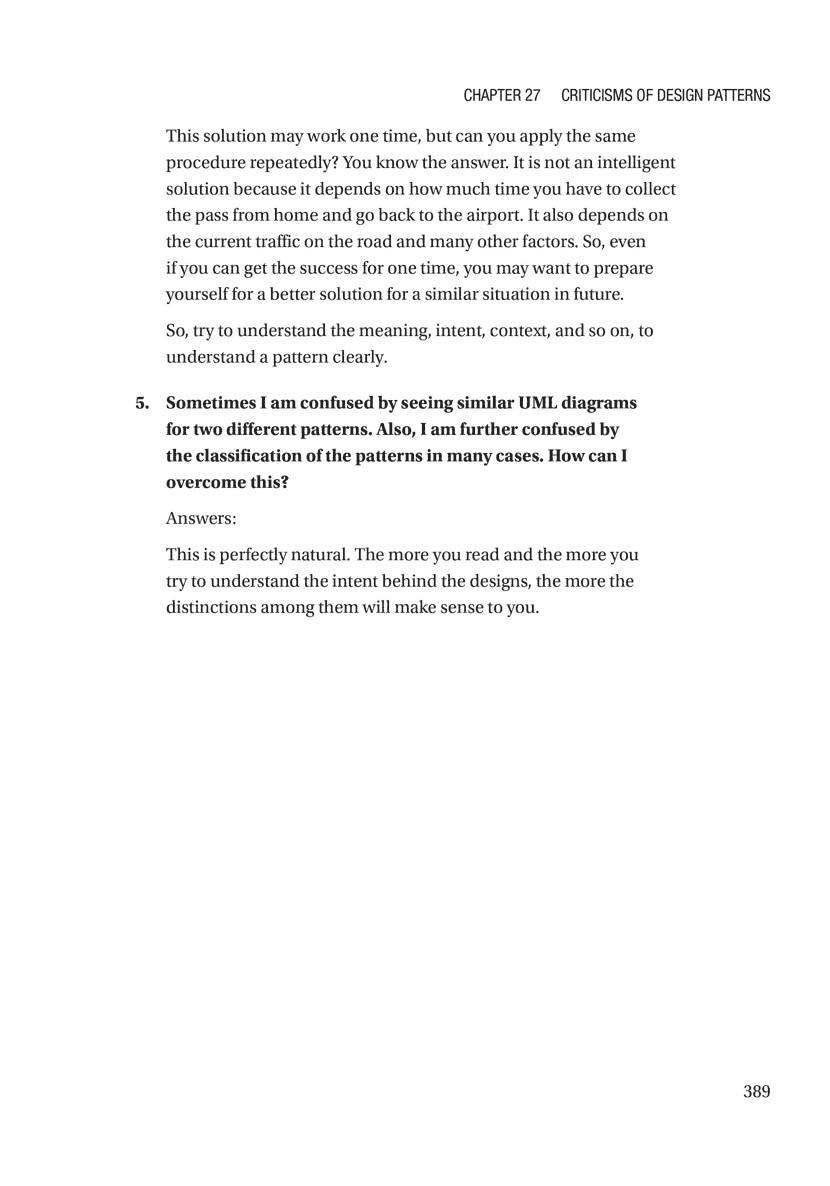 CHAPTER 27 CRITICISMS OF DESIGN PATTERNS
This solution may work one time, but can you apply the same
procedure repeatedly? You know the answer. It is not an intelligent
solution because it depends on how much time you have to collect
the pass from home and go back to the airport. It also depends on
the current traffic on the road and many other factors. So, even
if you can get the success for one time, you may want to prepare
yourself for a better solution for a similar situation in future.
So, try to understand the meaning, intent, context, and so on, to
understand a pattern clearly.
5. Sometimes I am confused by seeing similar UML diagrams
for two different patterns. Also, I am further confused by
the classification of the patterns in many cases. How can I
overcome this?
Answers:
This is perfectly natural. The more you read and the more you
try to understand the intent behind the designs, the more the
distinctions among them will make sense to you.
389